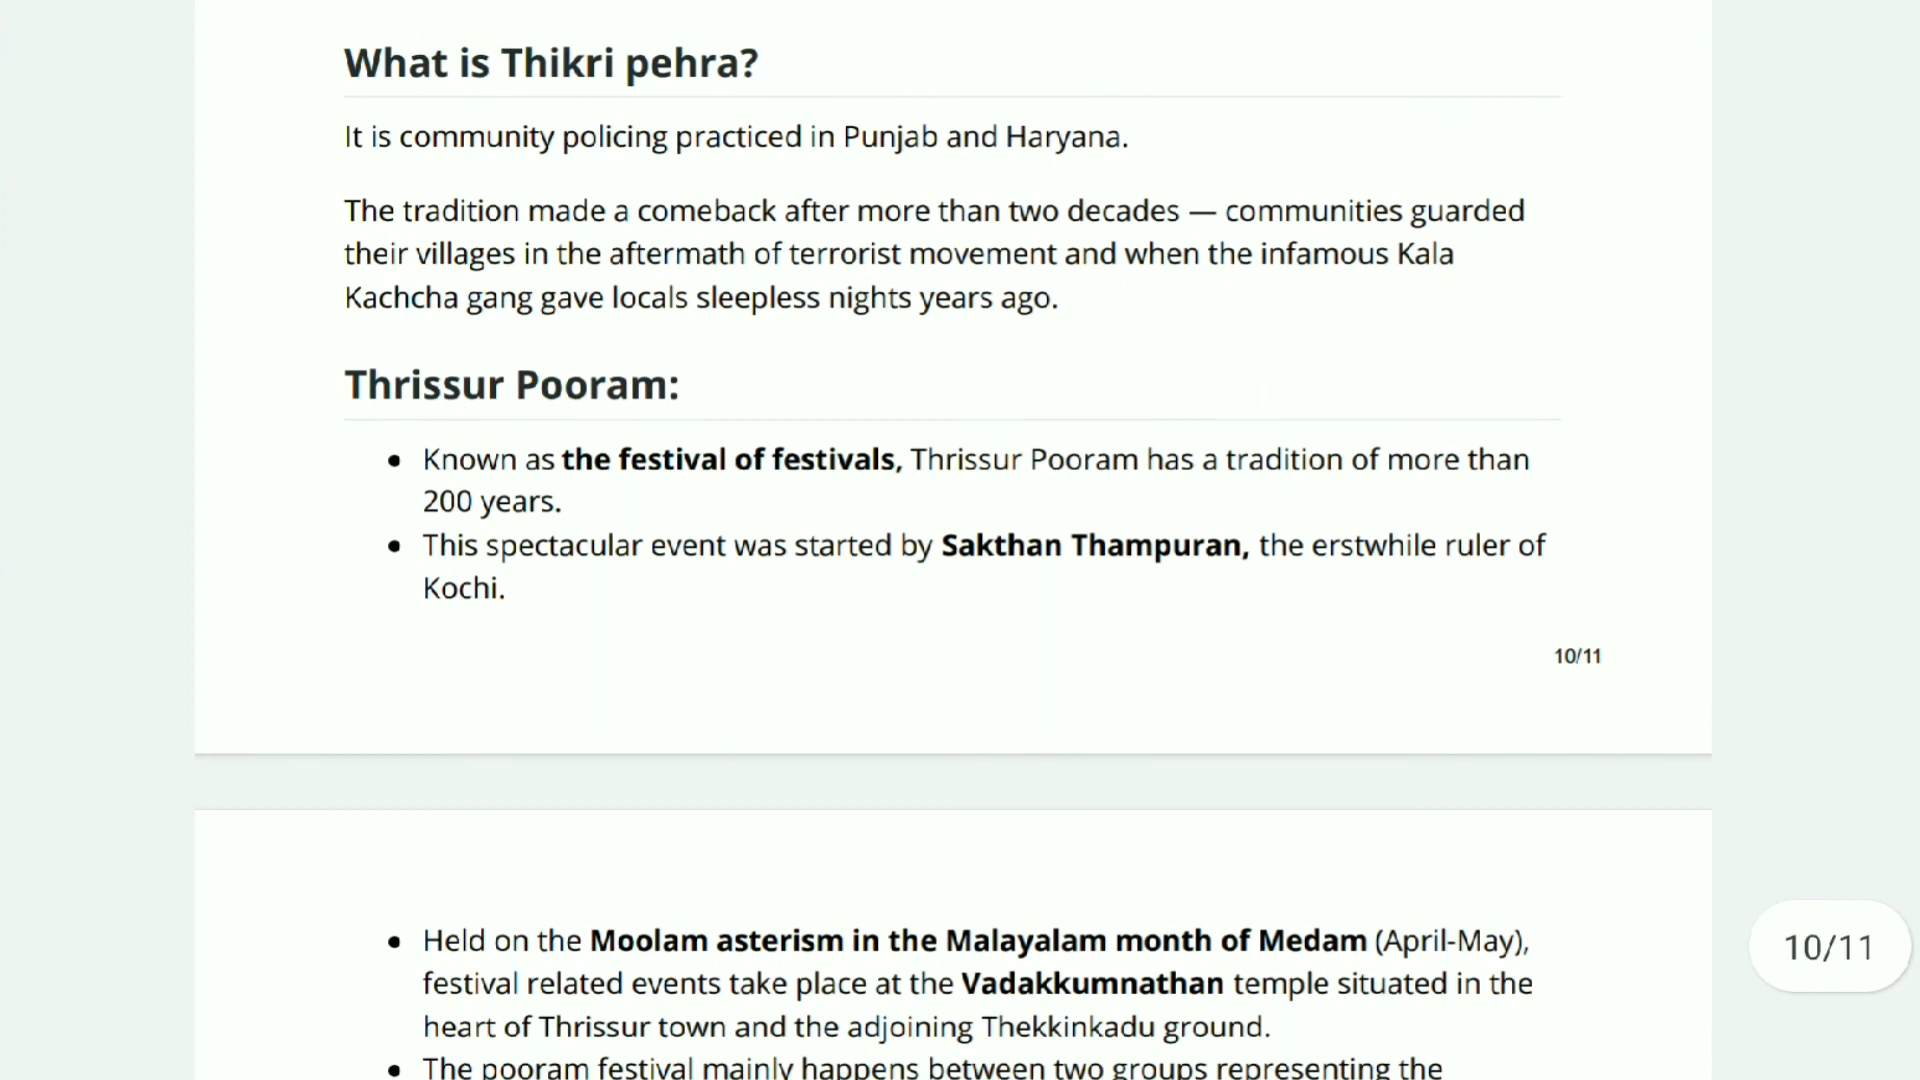 What is Thikri pehra?
It is community policing practiced in Punjab and Haryana.
The tradition made a comeback after more than two decades — communities guarded
their villages in the aftermath of terrorist movement and when the infamous Kala
Kachcha gang gave locals sleepless nights years ago.
Thrissur Pooram:
• Known as the festival of festivals, Thrissur Pooram has a tradition of more than
200 years.
• This spectacular event was started by Sakthan Thampuran, the erstwhile ruler of
Kochi.
10/11
• Held on the Moolam asterism in the Malayalam month of Medam (April-May),
festival related events take place at the Vadakkumnathan temple situated in the
heart of Thrissur town and the adjoining Thekkinkadu ground.
• The pooram festival mainly happens between two groups representing the
10/11